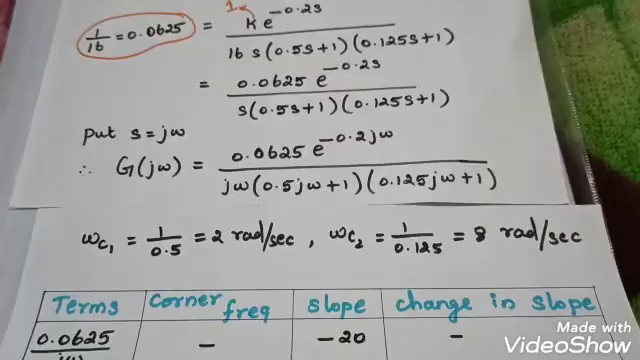 1/16 = 0.0625 = 1 K e^-0.2s / 16 s(0.5s+1)(0.125s+1)
= 0.0625 e^-0.2s / s(0.5s+1)(0.125s+1)
put s=jω
∴ G(jω) = 0.0625 e^-0.2jω / jω(0.5jω+1)(0.125jω+1)
ωc₁ = 1/0.5 = 2 rad/sec, ωc₂ = 1/0.125 = 8 rad/sec
Terms corner freq slope change in slope
0.0625/jω - -20 -
Made with
VideoShow